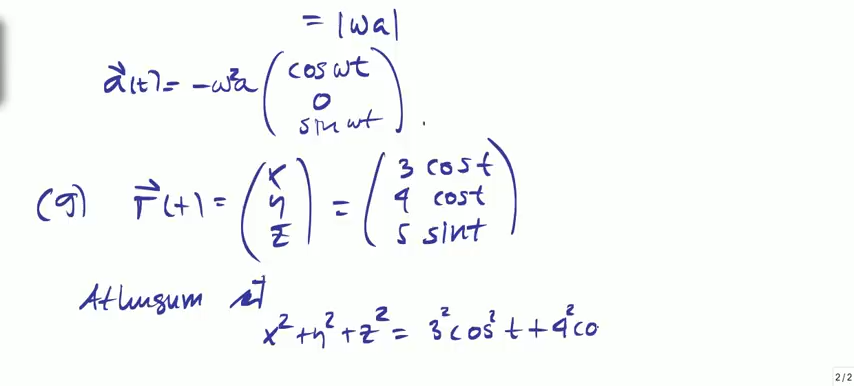 = |ωa|
a⃗(t) = -ω²a (cos ωt
0
sin ωt).
(g) r⃗(t) = (x y z) = (3 cos t
4 cos t
5 sin t)
Athugum að
x² + y² + z² = 3² cos² t + 4² co
2/2